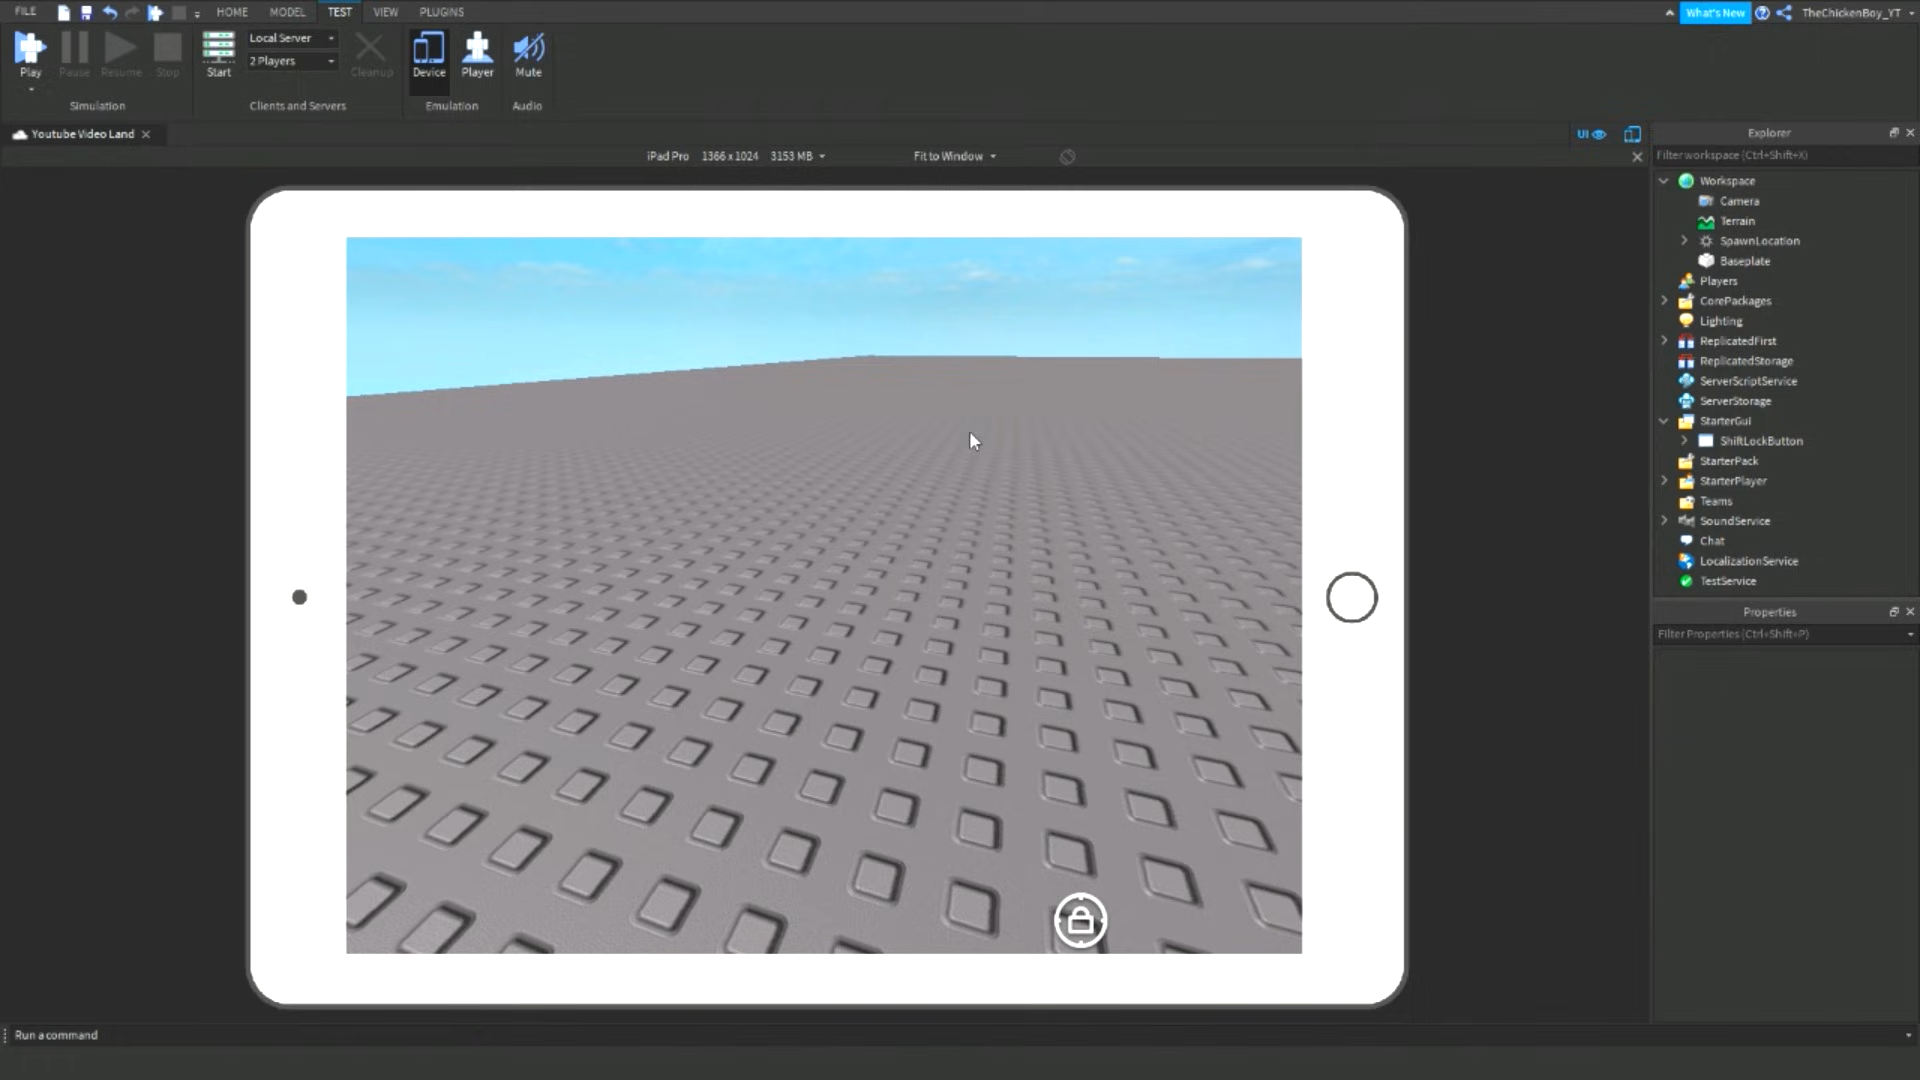 FILE HOME MODEL TEST VIEW PLUGINS What's New TheChickenBoy_YT
Play Pause Resume Stop Start Local Server 2 Players Cleanup Device Player Mute
Simulation Clients and Servers Emulation Audio
Youtube Video Land UI
iPad Pro 1366 x 1024 3153 MB Fit to Window
Explorer
Filter workspace (Ctrl+Shift+X)
Workspace
Camera
Terrain
SpawnLocation
Baseplate
Players
CorePackages
Lighting
ReplicatedFirst
ReplicatedStorage
ServerScriptService
ServerStorage
StarterGui
ShiftLockButton
StarterPack
StarterPlayer
Teams
SoundService
Chat
LocalizationService
TestService
Properties
Filter Properties (Ctrl+Shift+P)
Run a command